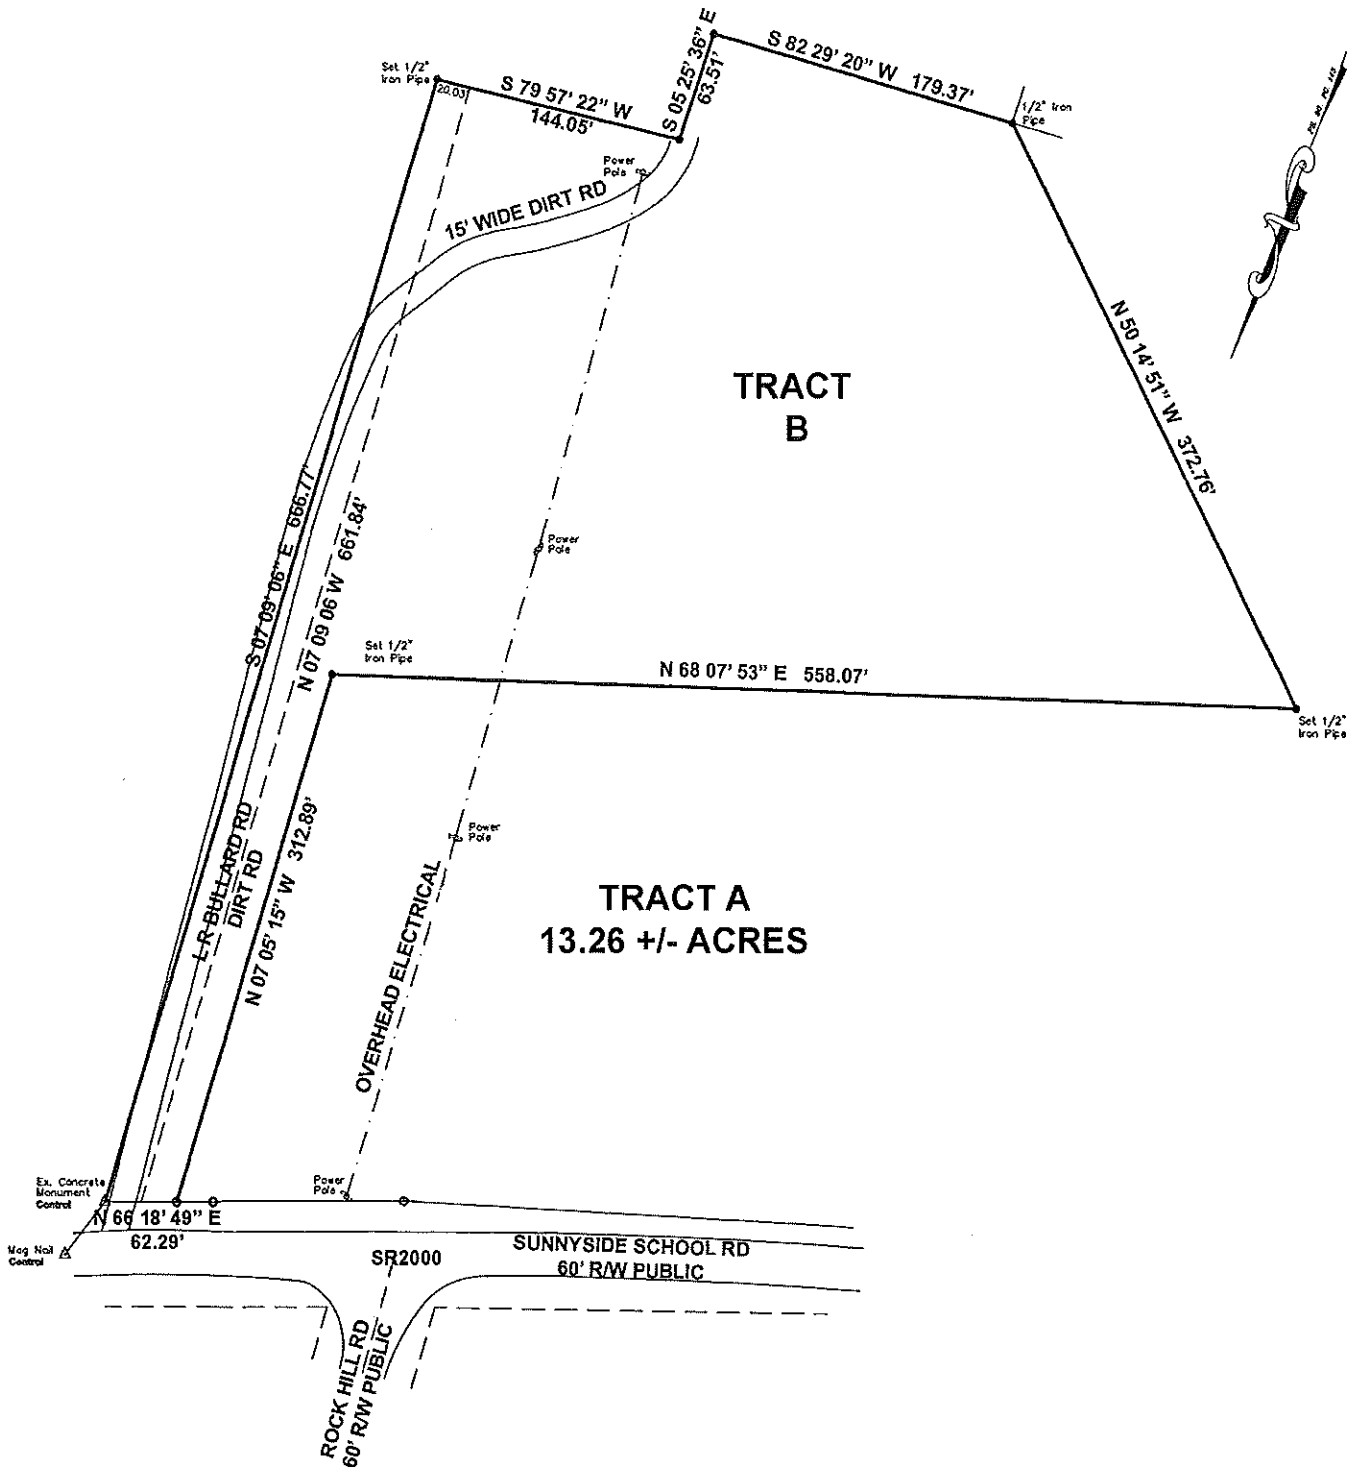 Set 1/2"
Iron Pipe
20.03
S 79 57' 22" W
144.05'
S 05 25' 36" E
63.51'
S 82 29' 20" W 179.37'
1/2" Iron
Pipe
Power
Pole
15' WIDE DIRT RD
TRACT
B
N 50 14' 51" W 372.76'
S 07 09' 06" E 666.77'
N 07 09 06 W 661.84'
Power
Pole
Set 1/2"
Iron Pipe
N 68 07' 53" E 558.07'
Set 1/2"
Iron Pipe
L R BULLARD RD
DIRT RD
N 07 05' 15" W 312.89'
Power
Pole
OVERHEAD ELECTRICAL
TRACT A
13.26 +/- ACRES
Ex. Concrete
Monument
Control
Power
Pole
N 66 18' 49" E
62.29'
Mag Nail
Control
SR2000
SUNNYSIDE SCHOOL RD
60' R/W PUBLIC
ROCK HILL RD
60' R/W PUBLIC